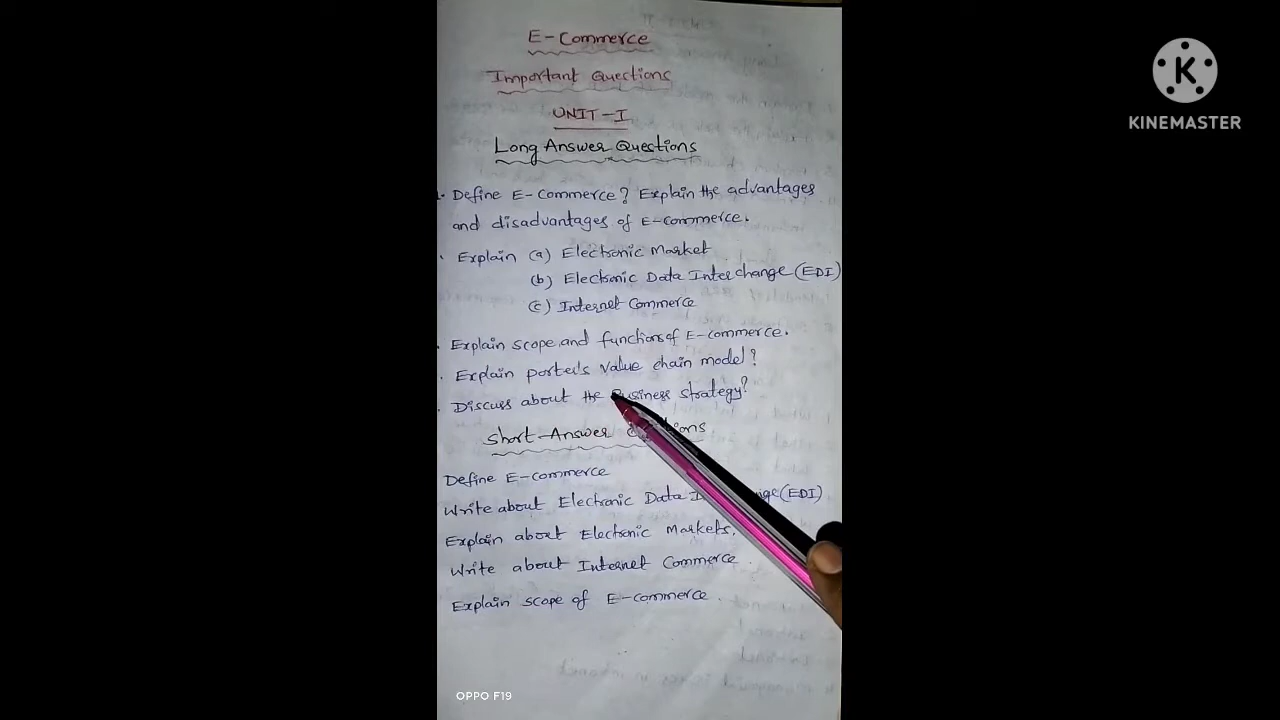 E-Commerce
Important Questions
UNIT-I
Long Answer Questions
Define E-Commerce? Explain the advantages
and disadvantages of E-commerce.
Explain (a) Electronic Market
(b) Electronic Data Interchange (EDI)
(c) Internet Commerce
Explain scope and functions of E-commerce.
Explain porter's value chain model?
Discuss about the Business strategy?
Short-Answer
Define E-commerce
Write about Electronic Data (EDI)
Explain about Electronic Markets.
Write about Internet Commerce
Explain scope of E-commerce.
KINEMASTER
OPPO F19